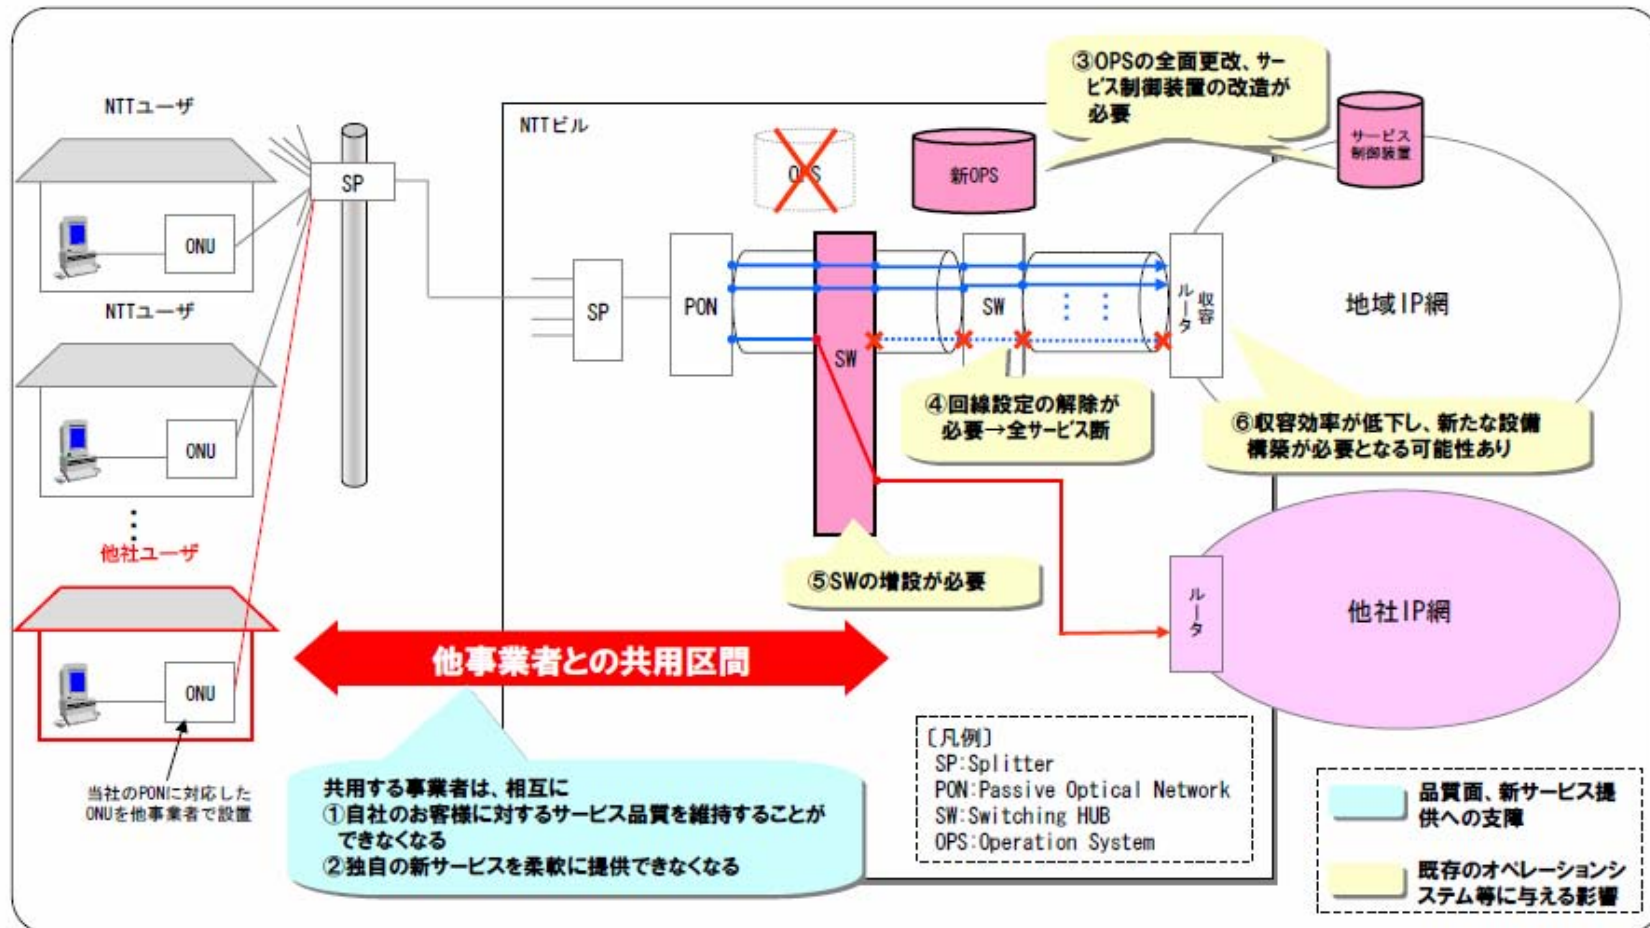 NTTユーザ
ONU
NTTユーザ
ONU
他社ユーザ
ONU
当社のPONに対応した
ONUを他事業者で設置
SP
NTTビル
OPS
新OPS
③OPSの全面更改、サー
ビス制御装置の改造が
必要
サービス
制御装置
SP
PON
SW
SW
収容
ルータ
地域IP網
④回線設定の解除が
必要→全サービス断
⑥収容効率が低下し、新たな設備
構築が必要となる可能性あり
⑤SWの増設が必要
ルータ
他社IP網
他事業者との共用区間
共用する事業者は、相互に
①自社のお客様に対するサービス品質を維持することが
できなくなる
②独自の新サービスを柔軟に提供できなくなる
〔凡例〕
SP:Splitter
PON:Passive Optical Network
SW:Switching HUB
OPS:Operation System
品質面、新サービス提
供への支障
既存のオペレーションシ
ステム等に与える影響